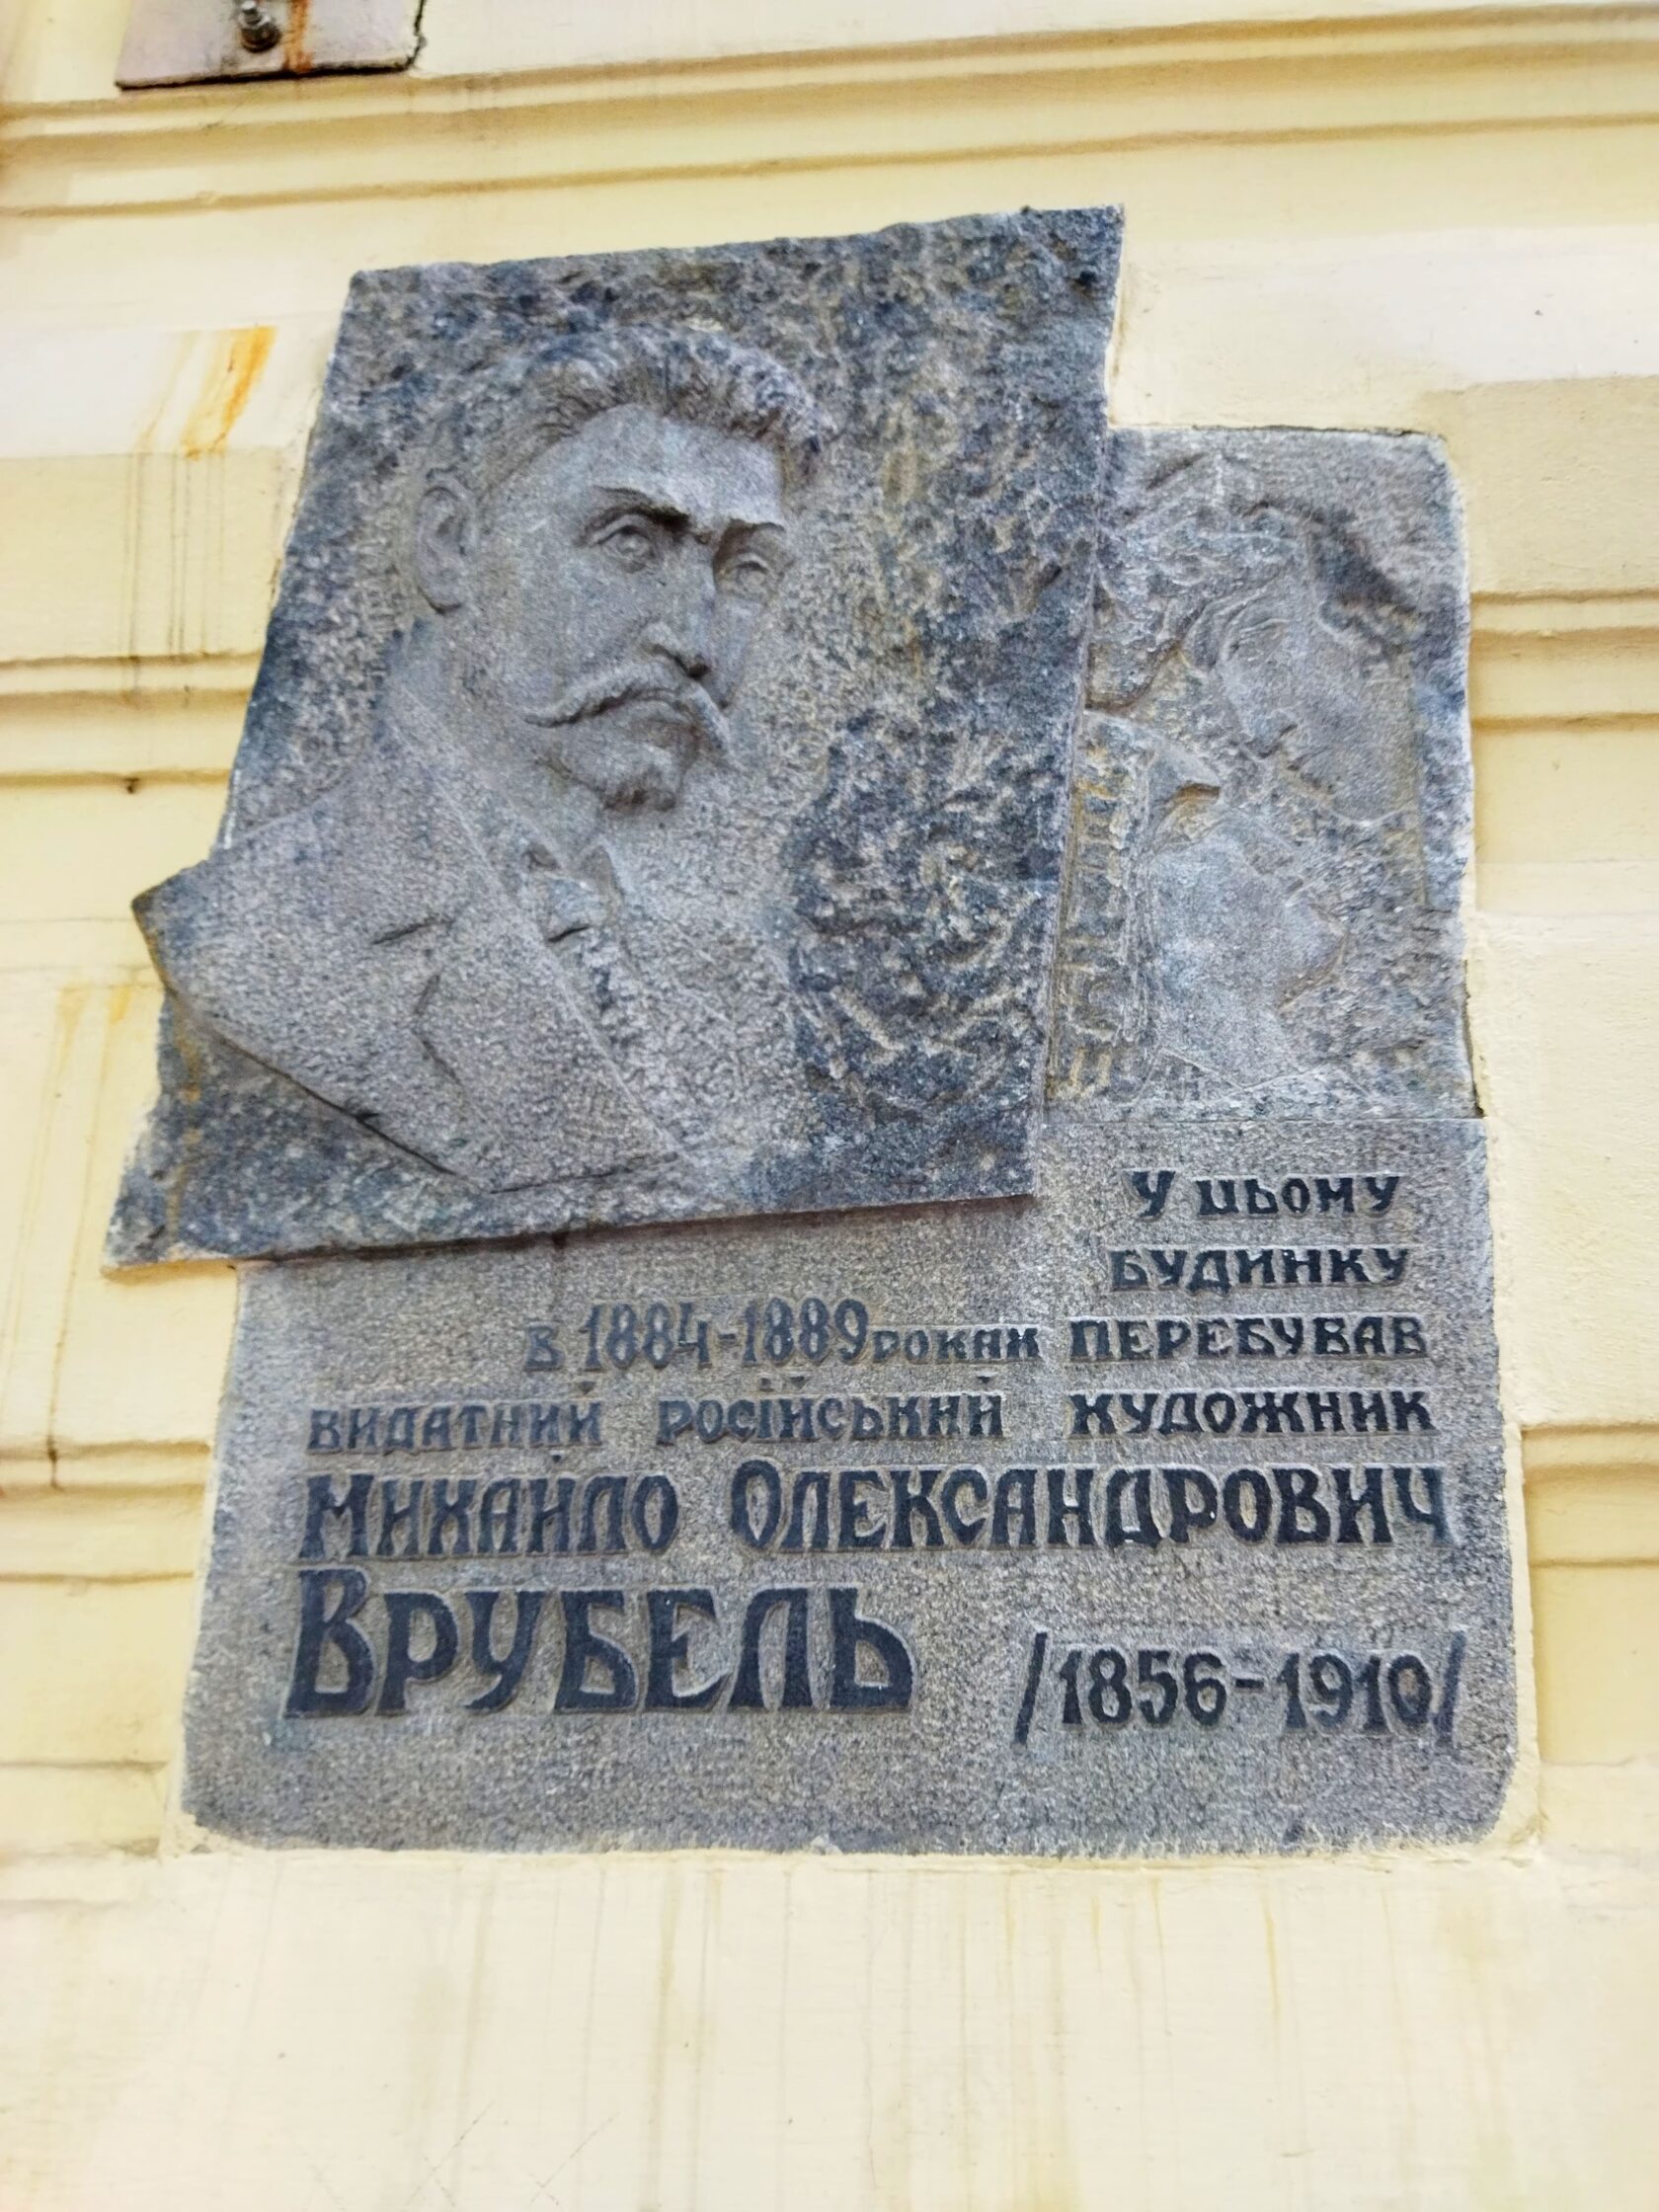 У цьому
будинку
в 1884-1889 роках перебував
видатний російський художник
Михайло Олександрович
Врубель /1856-1910/